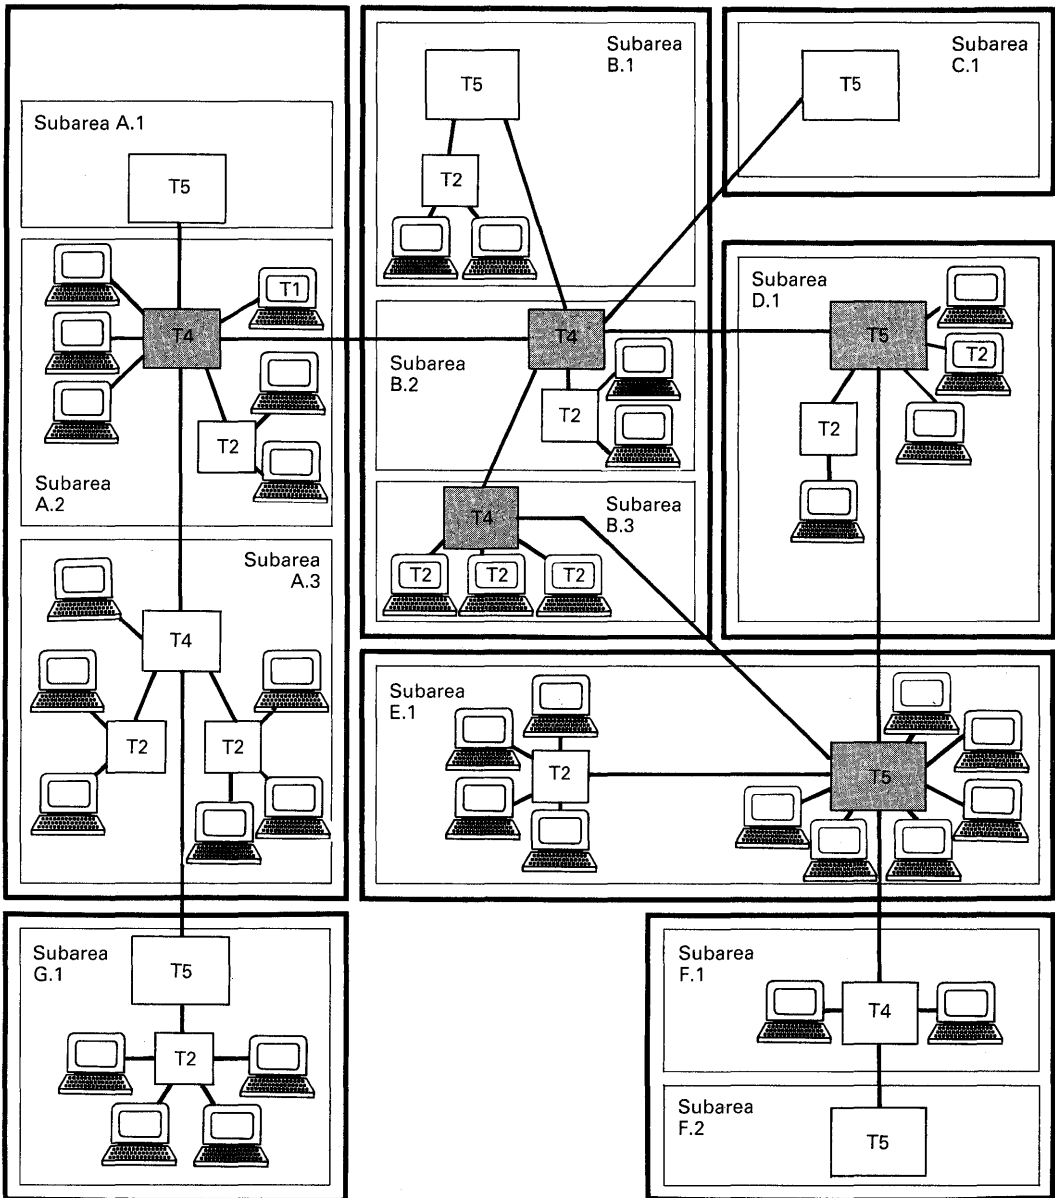 Subarea A.1
T5
T4
T1
T2
Subarea
A.2
Subarea
A.3
T4
T2
T2
Subarea
G.1
T5
T2
Subarea
B.1
T5
T2
T4
Subarea
B.2
T2
Subarea
B.3
T4
T2
T2
T2
Subarea
C.1
T5
Subarea
D.1
T5
T2
T2
Subarea
E.1
T2
T5
Subarea
F.1
T4
Subarea
F.2
T5